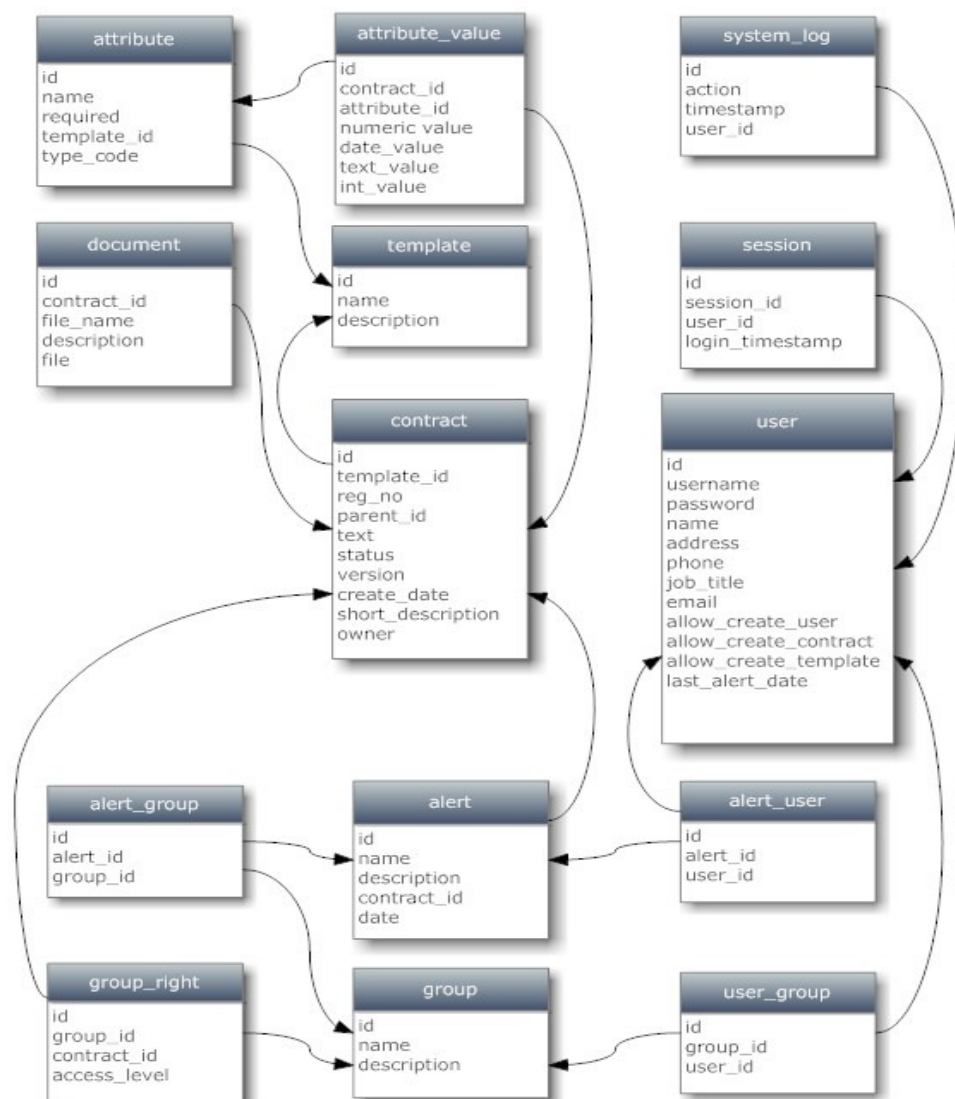 attribute
id
name
required
template_id
type_code
attribute_value
id
contract_id
attribute_id
numeric value
date_value
text_value
int_value
system_log
id
action
timestamp
user_id
document
id
contract_id
file_name
description
file
template
id
name
description
session
id
session_id
user_id
login_timestamp
contract
id
template_id
reg_no
parent_id
text
status
version
create_date
short_description
owner
user
id
username
password
name
address
phone
job_title
email
allow_create_user
allow_create_contract
allow_create_template
last_alert_date
alert_group
id
alert_id
group_id
alert
id
name
description
contract_id
date
alert_user
id
alert_id
user_id
group_right
id
group_id
contract_id
access_level
group
id
name
description
user_group
id
group_id
user_id